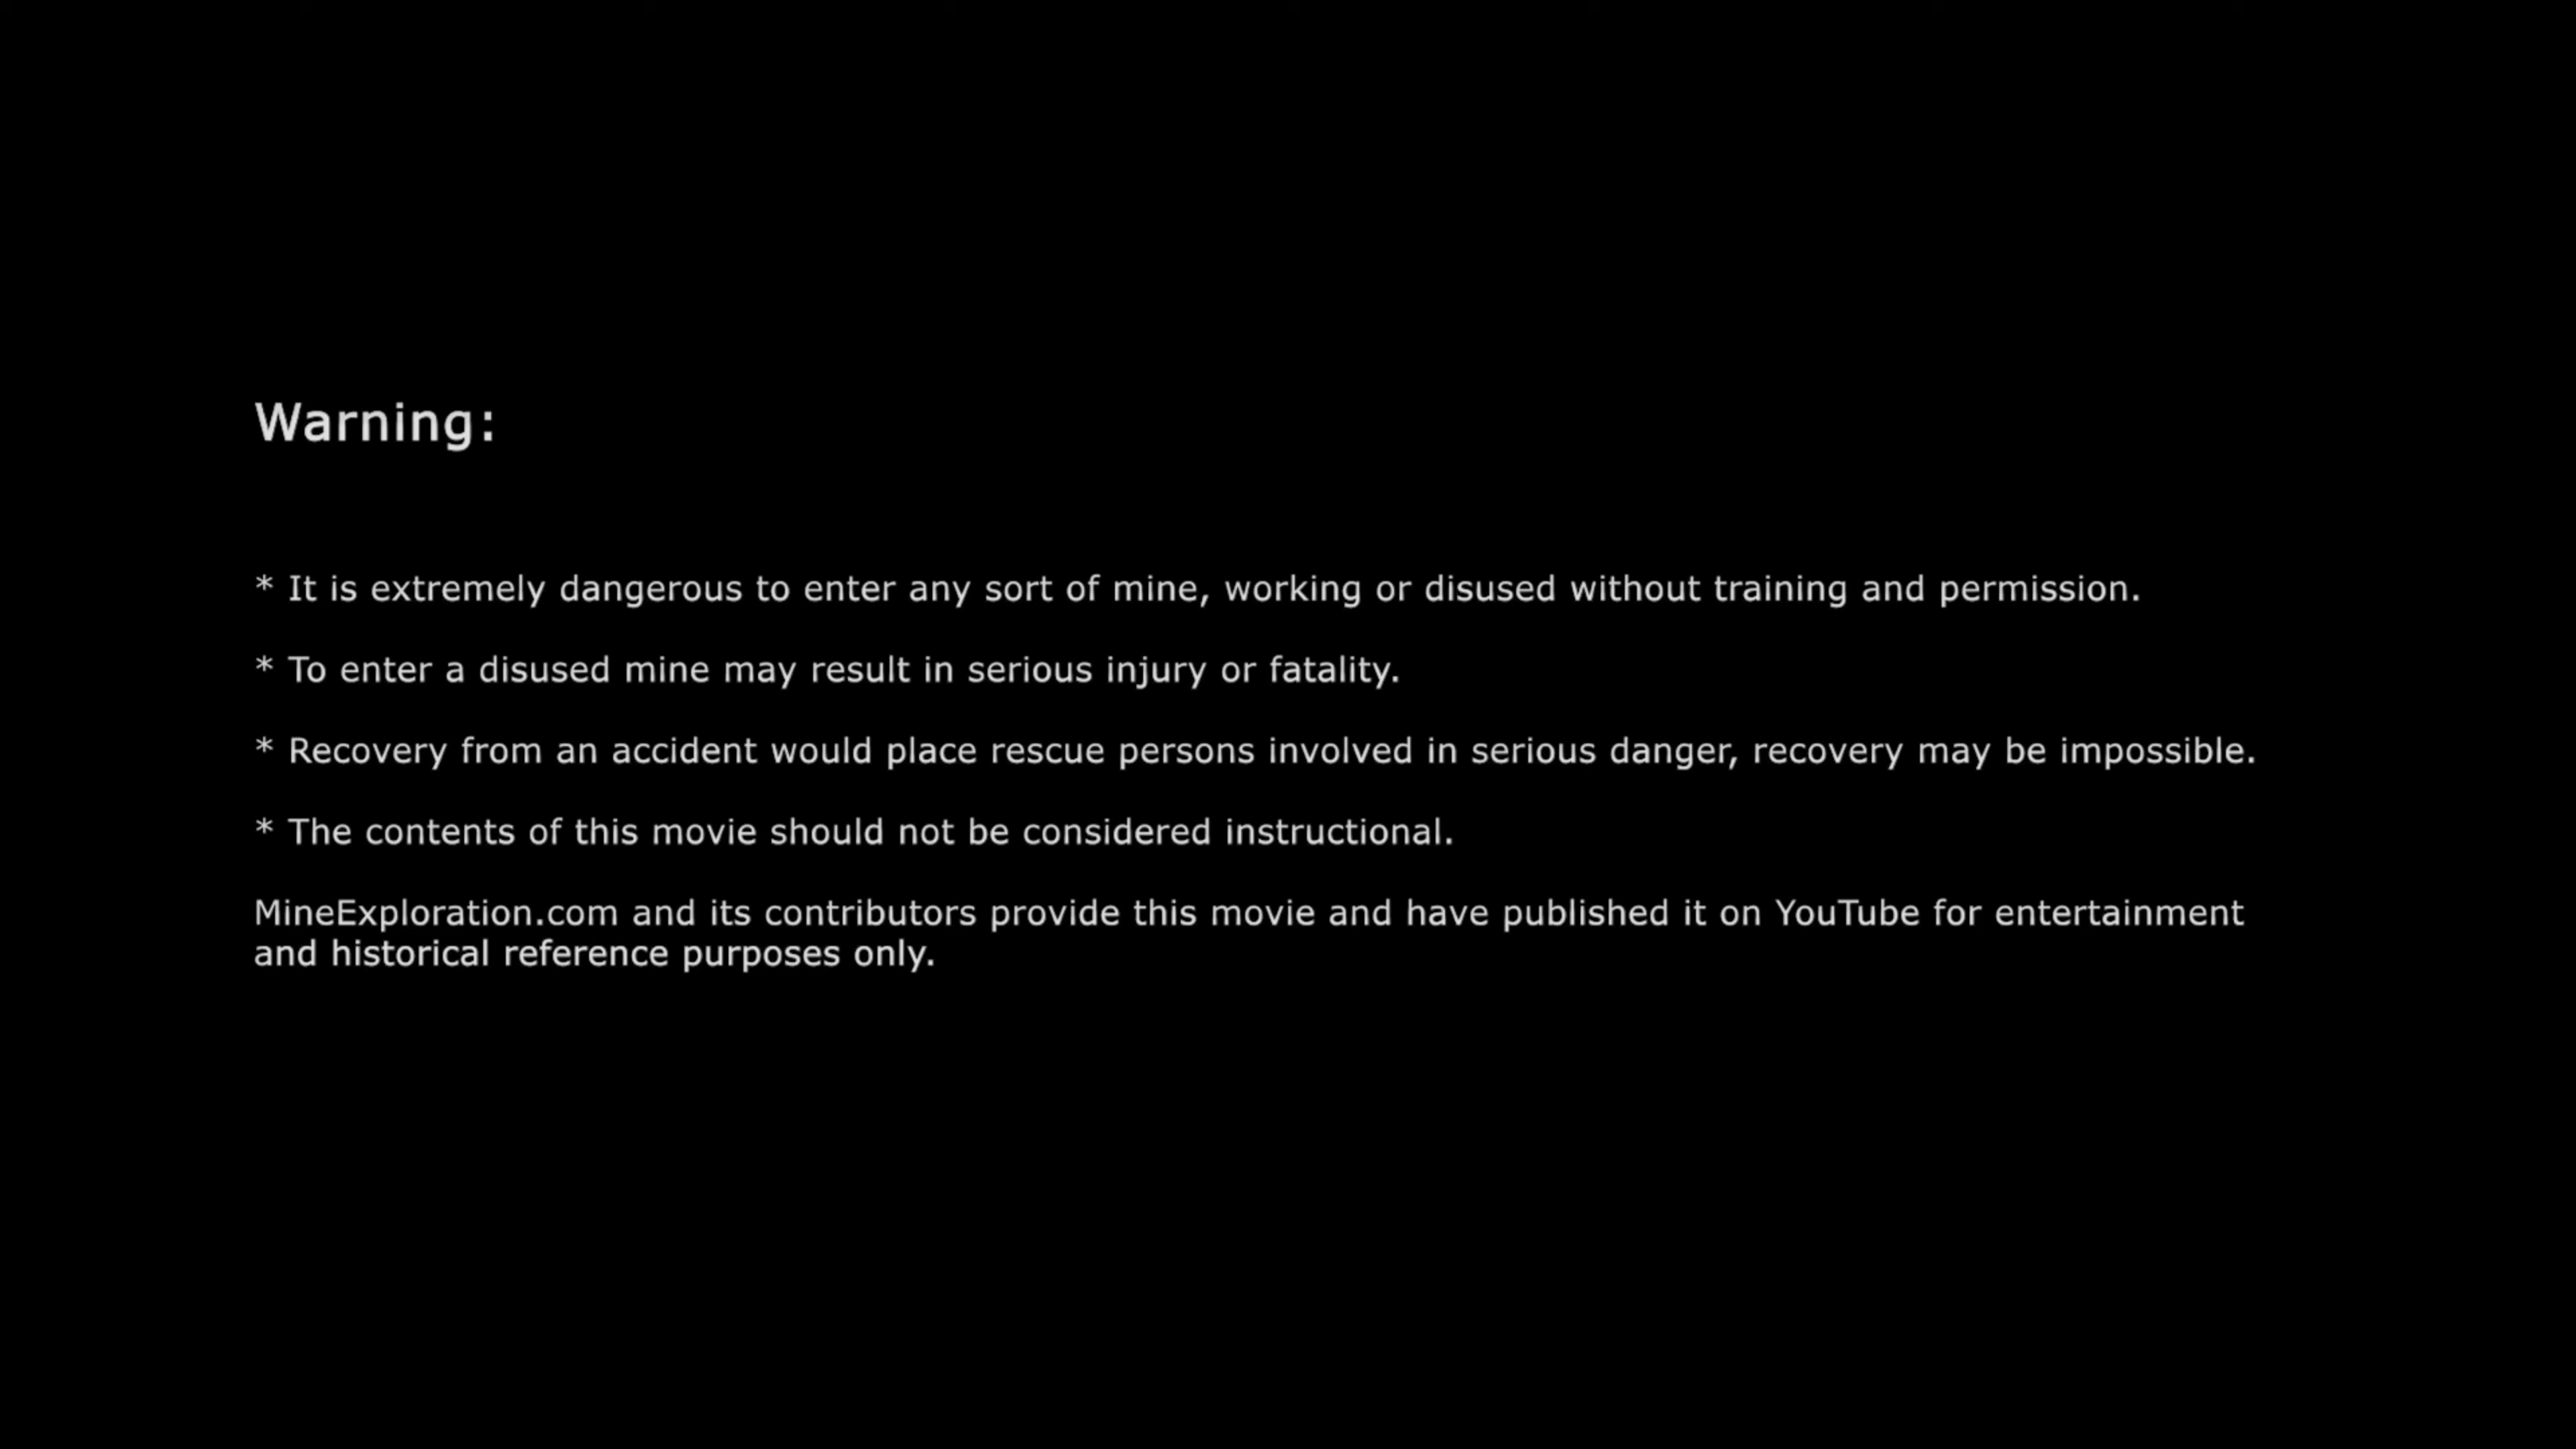 Warning:
* It is extremely dangerous to enter any sort of mine, working or disused without training and permission.
* To enter a disused mine may result in serious injury or fatality.
* Recovery from an accident would place rescue persons involved in serious danger, recovery may be impossible.
* The contents of this movie should not be considered instructional.
MineExploration.com and its contributors provide this movie and have published it on YouTube for entertainment
and historical reference purposes only.